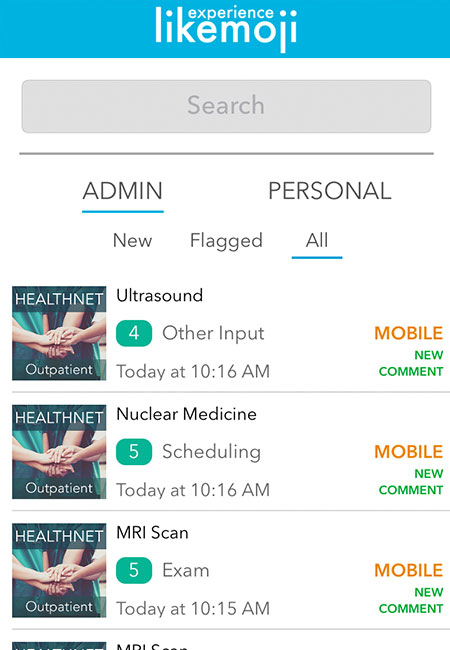 experience
likemoji
Search
ADMIN PERSONAL
New Flagged All
HEALTHNET
Outpatient
Ultrasound
4 Other Input
Today at 10:16 AM
MOBILE
NEW
COMMENT
HEALTHNET
Outpatient
Nuclear Medicine
5 Scheduling
Today at 10:16 AM
MOBILE
NEW
COMMENT
HEALTHNET
Outpatient
MRI Scan
5 Exam
Today at 10:15 AM
MOBILE
NEW
COMMENT
MRI Scan